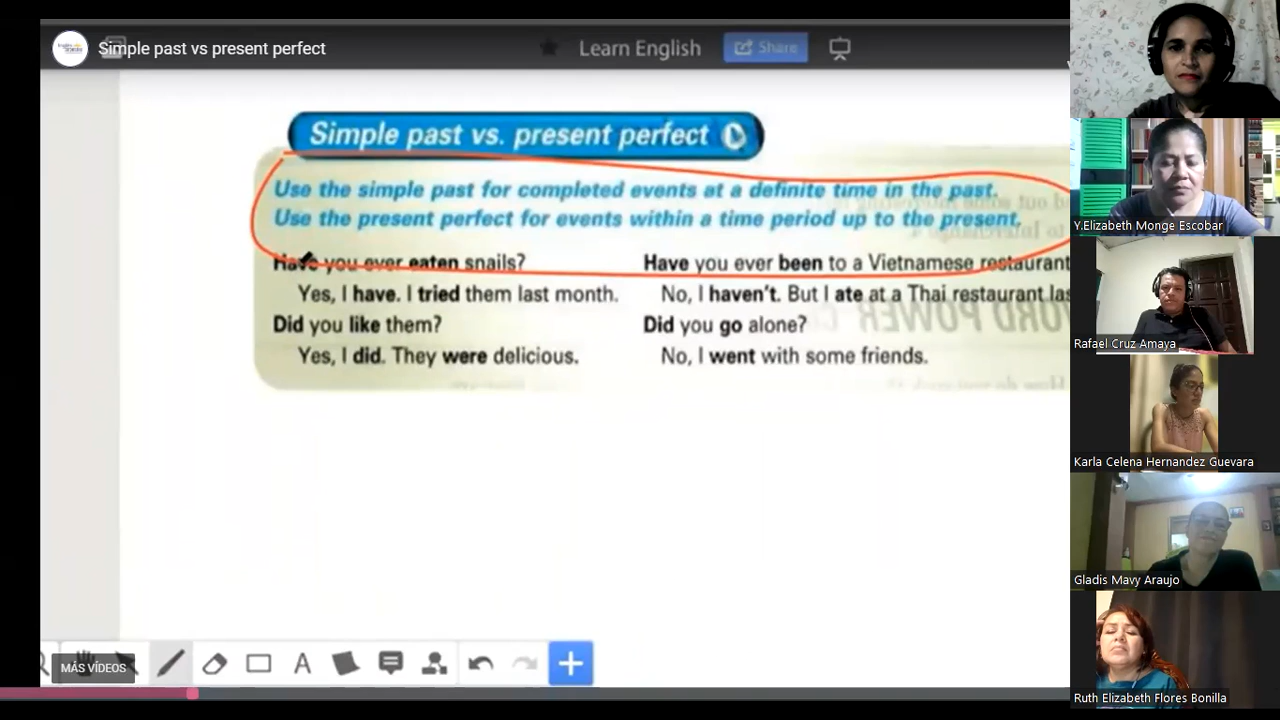 Simple past vs present perfect
Learn English
Share
Simple past vs. present perfect
Use the simple past for completed events at a definite time in the past.
Use the present perfect for events within a time period up to the present.
Have you ever eaten snails?
Yes, I have. I tried them last month.
Did you like them?
Yes, I did. They were delicious.
Have you ever been to a Vietnamese restaurant
No, I haven't. But I ate at a Thai restaurant las
Did you go alone?
No, I went with some friends.
WORD POWER
MÁS VÍDEOS
Y.Elizabeth Monge Escobar
Rafael Cruz Amaya
Karla Celena Hernandez Guevara
Gladis Mavy Araujo
Ruth Elizabeth Flores Bonilla